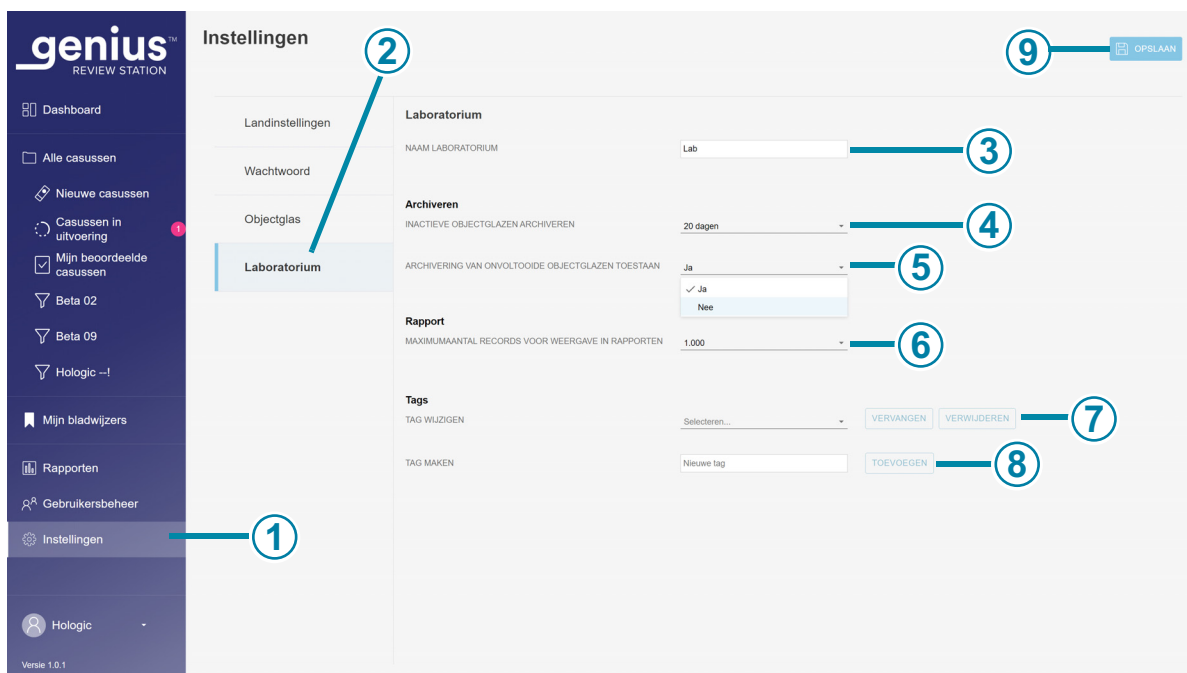 genius™
REVIEW STATION
Dashboard
Alle casussen
Nieuwe casussen
Casussen in
uitvoering
1
Mijn beoordeelde
casussen
Beta 02
Beta 09
Hologic --!
Mijn bladwijzers
Rapporten
Gebruikersbeheer
Instellingen
Hologic
Versie 1.0.1
Instellingen
OPSLAAN
Landinstellingen
Wachtwoord
Objectglas
Laboratorium
Laboratorium
NAAM LABORATORIUM
Lab
Archiveren
INACTIEVE OBJECTGLAZEN ARCHIVEREN
20 dagen
ARCHIVERING VAN ONVOLTOOIDE OBJECTGLAZEN TOESTAAN
Ja
Ja
Nee
Rapport
MAXIMUMAANTAL RECORDS VOOR WEERGAVE IN RAPPORTEN
1.000
Tags
TAG WIJZIGEN
Selecteren...
VERVANGEN
VERWIJDEREN
TAG MAKEN
Nieuwe tag
TOEVOEGEN
1
2
3
4
5
6
7
8
9